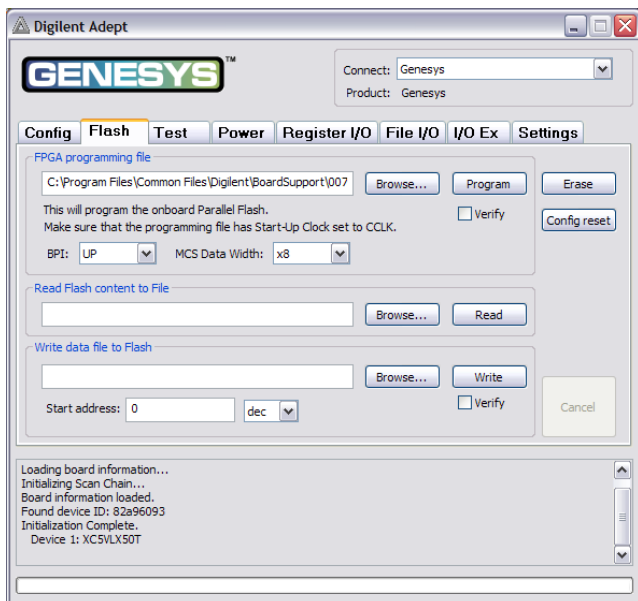 Digilent Adept
GENESYS™
Connect: Genesys
Product: Genesys
Config Flash Test Power Register I/O File I/O I/O Ex Settings
FPGA programming file
C:\Program Files\Common Files\Digilent\BoardSupport\007 Browse... Program Erase
This will program the onboard Parallel Flash.
Verify
Make sure that the programming file has Start-Up Clock set to CCLK.
Config reset
BPI: UP MCS Data Width: x8
Read Flash content to File
Browse... Read
Write data file to Flash
Browse... Write
Start address: 0 dec Verify Cancel
Loading board information...
Initializing Scan Chain...
Board information loaded.
Found device ID: 82a96093
Initialization Complete.
Device 1: XC5VLX50T